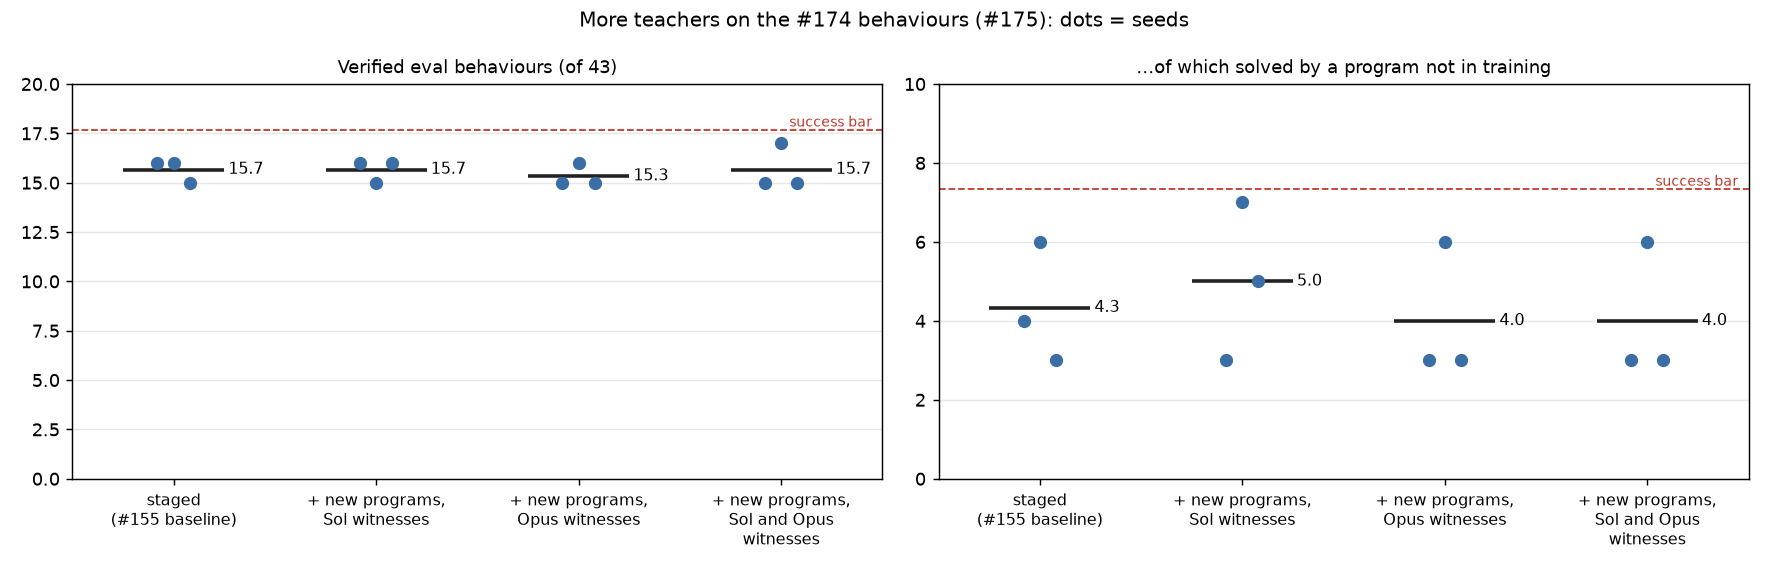 More teachers on the #174 behaviours (#175): dots = seeds
Verified eval behaviours (of 43)
20.0
17.5
15.0
12.5
10.0
7.5
5.0
2.5
0.0
success bar
15.7
15.7
15.3
15.7
staged
(#155 baseline)
+ new programs,
Sol witnesses
+ new programs,
Opus witnesses
+ new programs,
Sol and Opus
witnesses
...of which solved by a program not in training
10
8
6
4
2
0
success bar
4.3
5.0
4.0
4.0
staged
(#155 baseline)
+ new programs,
Sol witnesses
+ new programs,
Opus witnesses
+ new programs,
Sol and Opus
witnesses